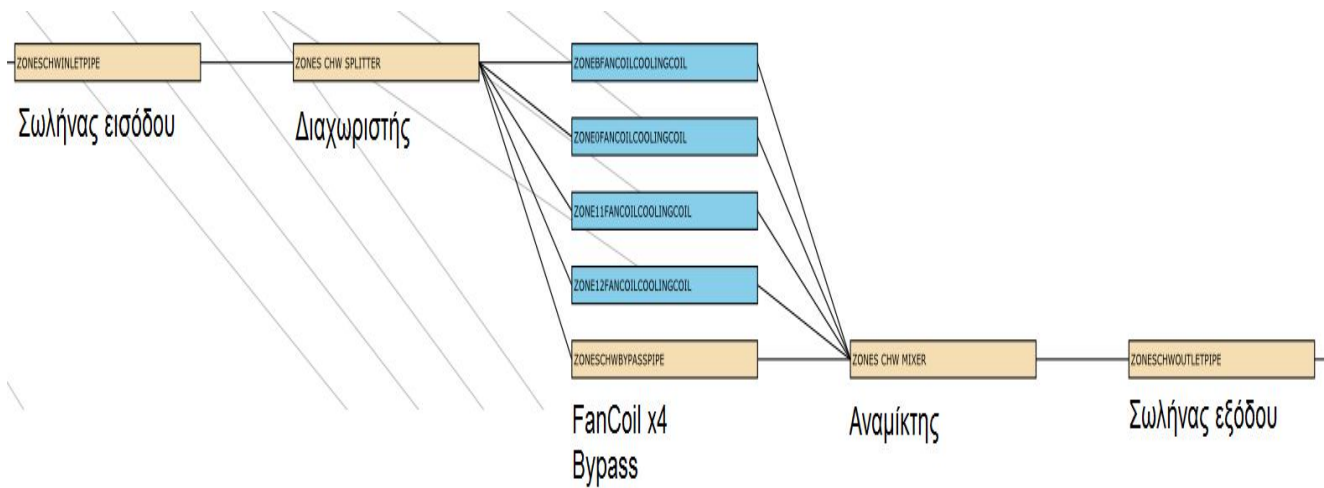 ZONESCHWINLETPIPE
ZONES CHW SPLITTER
ZONEBFANCOILCOOLINGCOIL
Σωλήνας εισόδου
Διαχωριστής
ZONE0FANCOILCOOLINGCOIL
ZONE11FANCOILCOOLINGCOIL
ZONE12FANCOILCOOLINGCOIL
ZONESCHWBYPASSPIPE
ZONES CHW MIXER
ZONESCHWOUTLETPIPE
FanCoil x4
Bypass
Αναμίκτης
Σωλήνας εξόδου